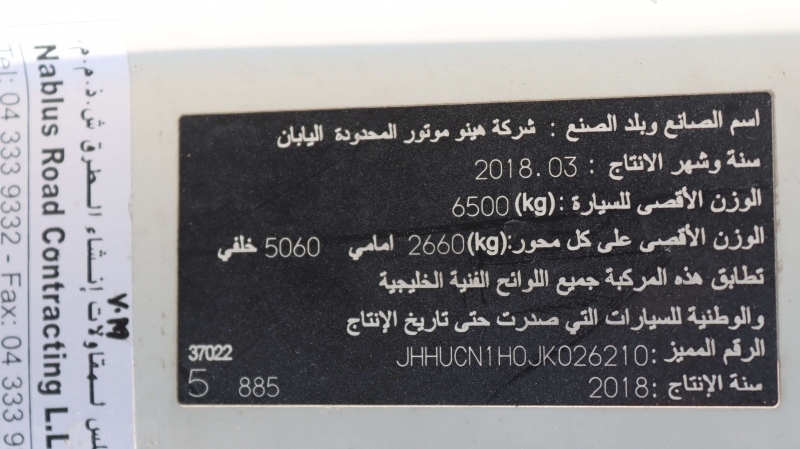 اسم الصانع وبلد الصنع : شركة هينو موتور المحدودة اليابان
سنة وشهر الانتاج : 2018.03
الوزن الأقصى للسيارة :(kg) 6500
الوزن الأقصى على كل محور:(kg)2660 امامي 5060 خلفي
تطابق هذه المركبة جميع اللوائح الفنية الخليجية
والوطنية للسيارات التي صدرت حتى تاريخ الإنتاج
الرقم المميز :JHHUCN1H0JK026210
سنة الإنتاج :2018
37022
5 885
لمقاولات إنشاء الطرق ش.ذ.م.م.
Nablus Road Contracting L.L
Tel: 04 333 9332 - Fax: 04 333 9